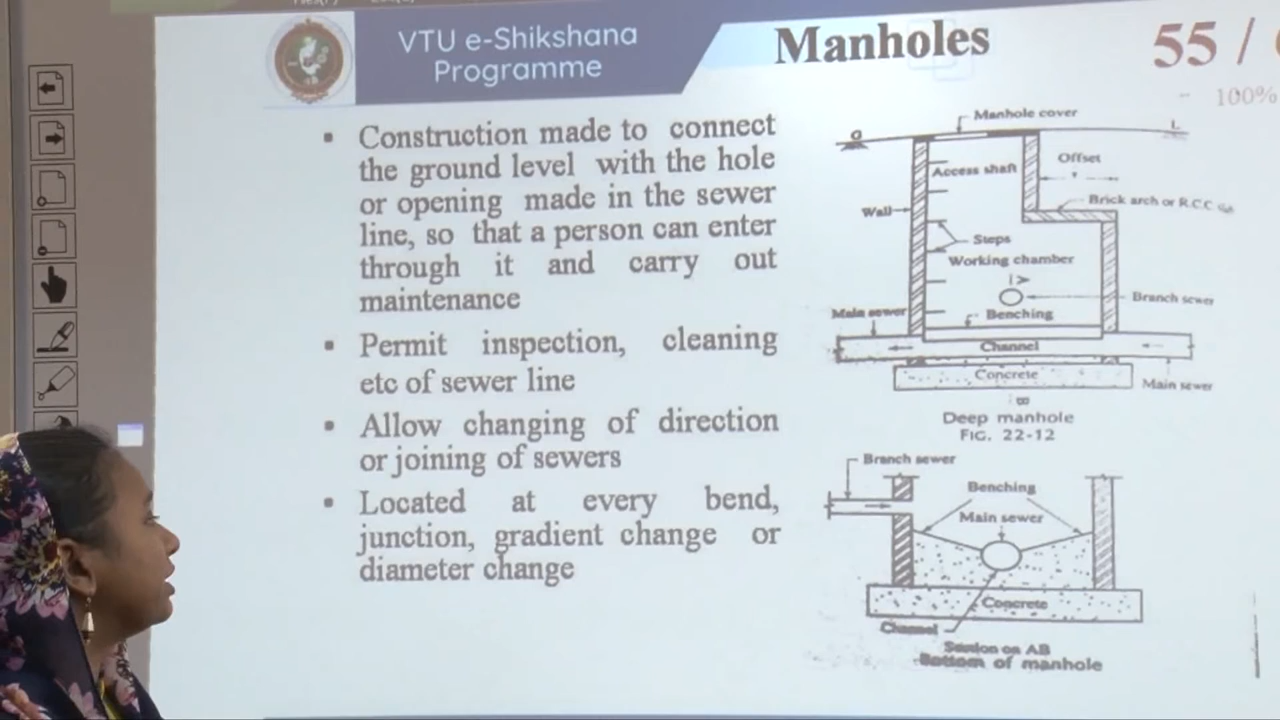 VTU e-Shikshana
Programme
Manholes
55 /
100%
▪ Construction made to connect
the ground level with the hole
or opening made in the sewer
line, so that a person can enter
through it and carry out
maintenance
▪ Permit inspection, cleaning
etc of sewer line
▪ Allow changing of direction
or joining of sewers
▪ Located at every bend,
junction, gradient change or
diameter change
Manhole cover
G
L
Access shaft
Offset
Brick arch or R.C.C
Wall
Steps
Working chamber
Branch sewer
Main sewer
Benching
Channel
Concrete
Main sewer
Deep manhole
FIG. 22-12
Branch sewer
Benching
Main sewer
Concrete
Channel
Section on AB
Bottom of manhole